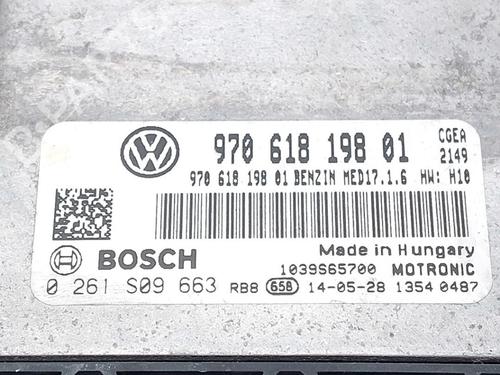 970 618 198 01
CGEA
2149
970 618 198 01 BENZIN MED17.1.6 HW: H10
BOSCH
Made in Hungary
1039S65700 MOTRONIC
0 261 S09 663 RB8 658 14-05-28 1354 0487